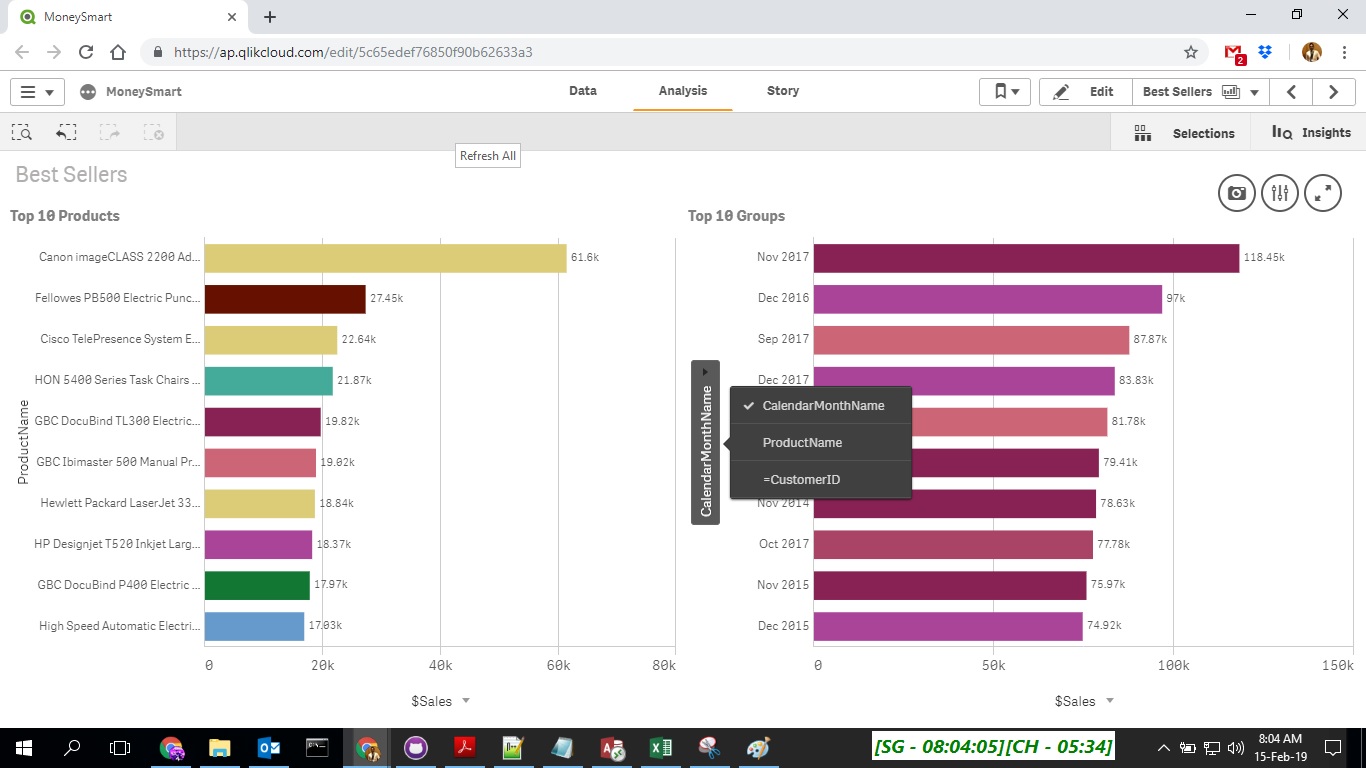 MoneySmart
https://ap.qlikcloud.com/edit/5c65edef76850f90b62633a3
2
MoneySmart
Data
Analysis
Story
Edit
Best Sellers
Selections
Insights
Refresh All
Best Sellers
Top 10 Products
ProductName
Canon imageCLASS 2200 Ad... 61.6k
Fellowes PB500 Electric Punc... 27.45k
Cisco TelePresence System E... 22.64k
HON 5400 Series Task Chairs ... 21.87k
GBC DocuBind TL300 Electric... 19.82k
GBC Ibimaster 500 Manual Pr... 19.02k
Hewlett Packard LaserJet 33... 18.84k
HP Designjet T520 Inkjet Larg... 18.37k
GBC DocuBind P400 Electric ... 17.97k
High Speed Automatic Electri... 17.03k
0 20k 40k 60k 80k
$Sales
Top 10 Groups
CalendarMonthName
Nov 2017 118.45k
Dec 2016 97k
Sep 2017 87.87k
Dec 2017 83.83k
81.78k
79.41k
Nov 2014 78.63k
Oct 2017 77.78k
Nov 2015 75.97k
Dec 2015 74.92k
CalendarMonthName
ProductName
=CustomerID
0 50k 100k 150k
$Sales
[SG - 08:04:05][CH - 05:34]
8:04 AM
15-Feb-19